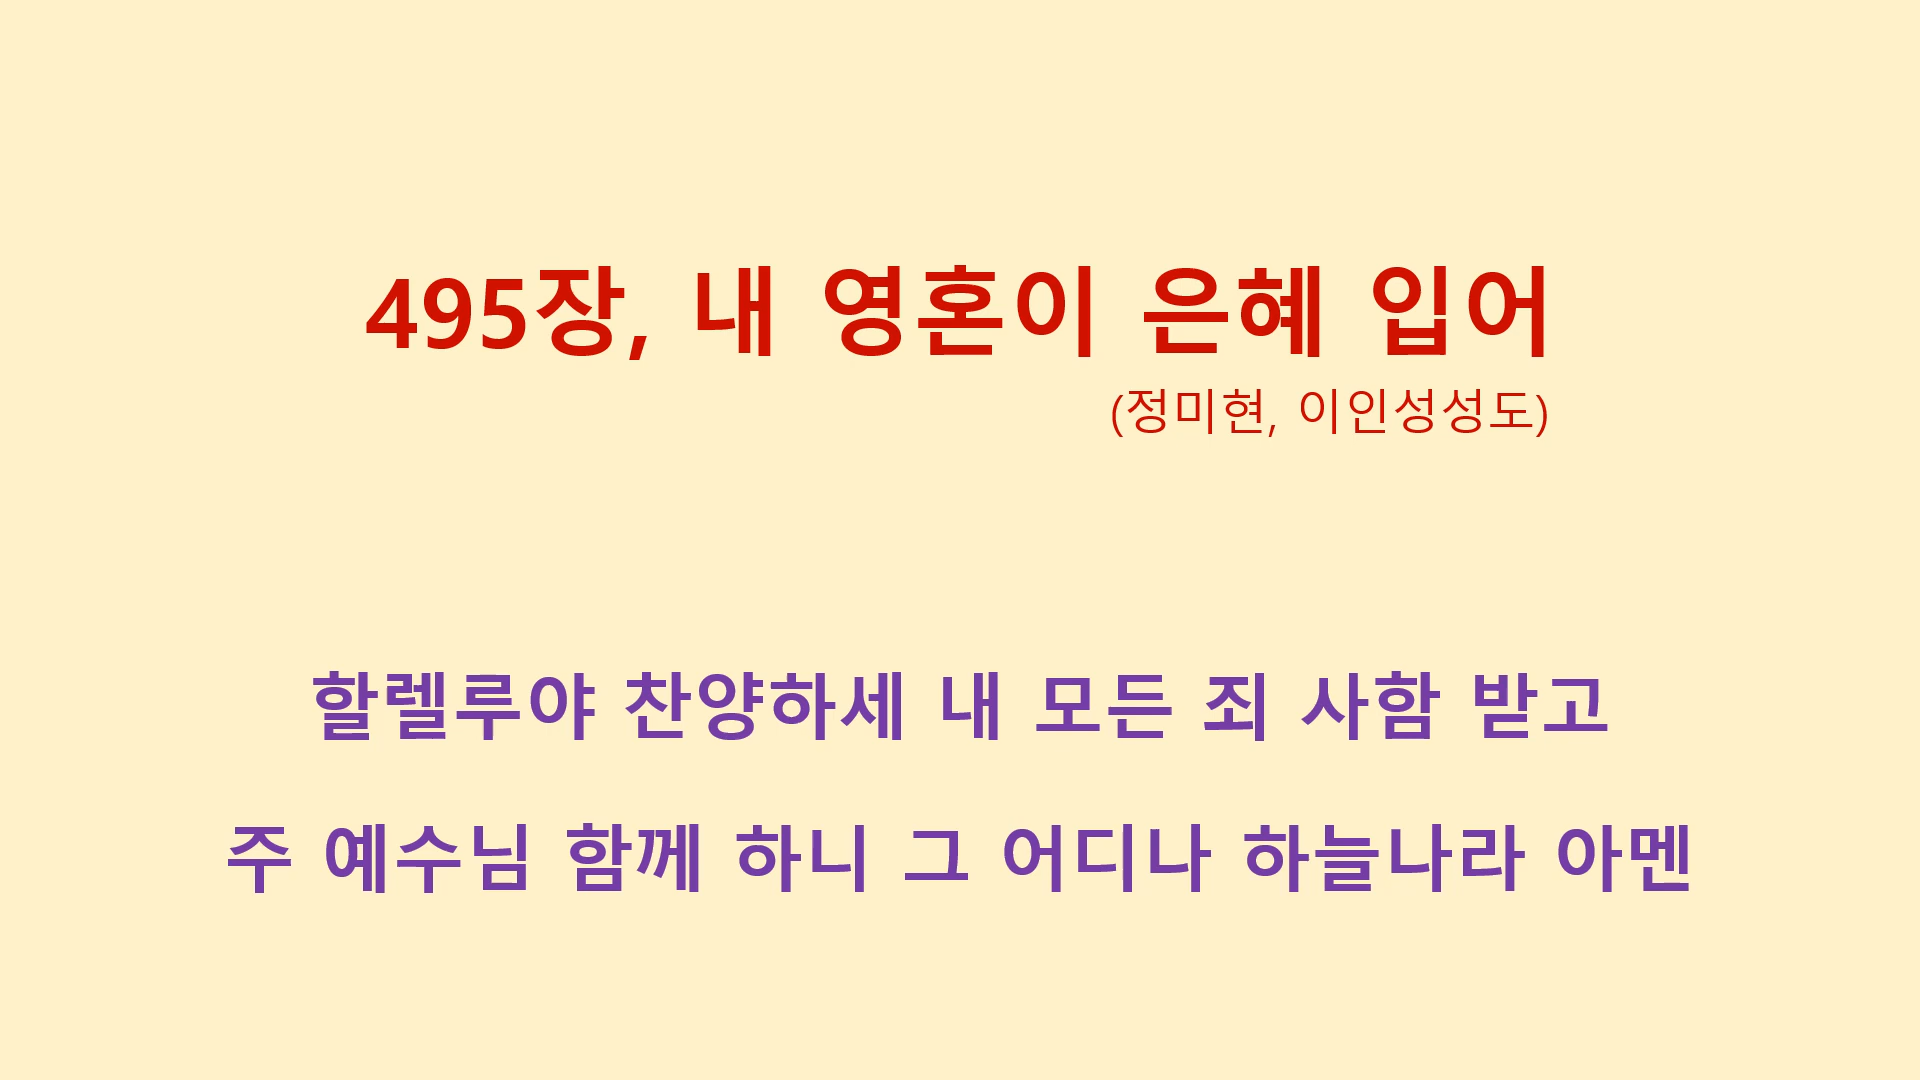 495장, 내 영혼이 은혜 입어
(정미현, 이인성성도)
할렐루야 찬양하세 내 모든 죄 사함 받고
주 예수님 함께 하니 그 어디나 하늘나라 아멘